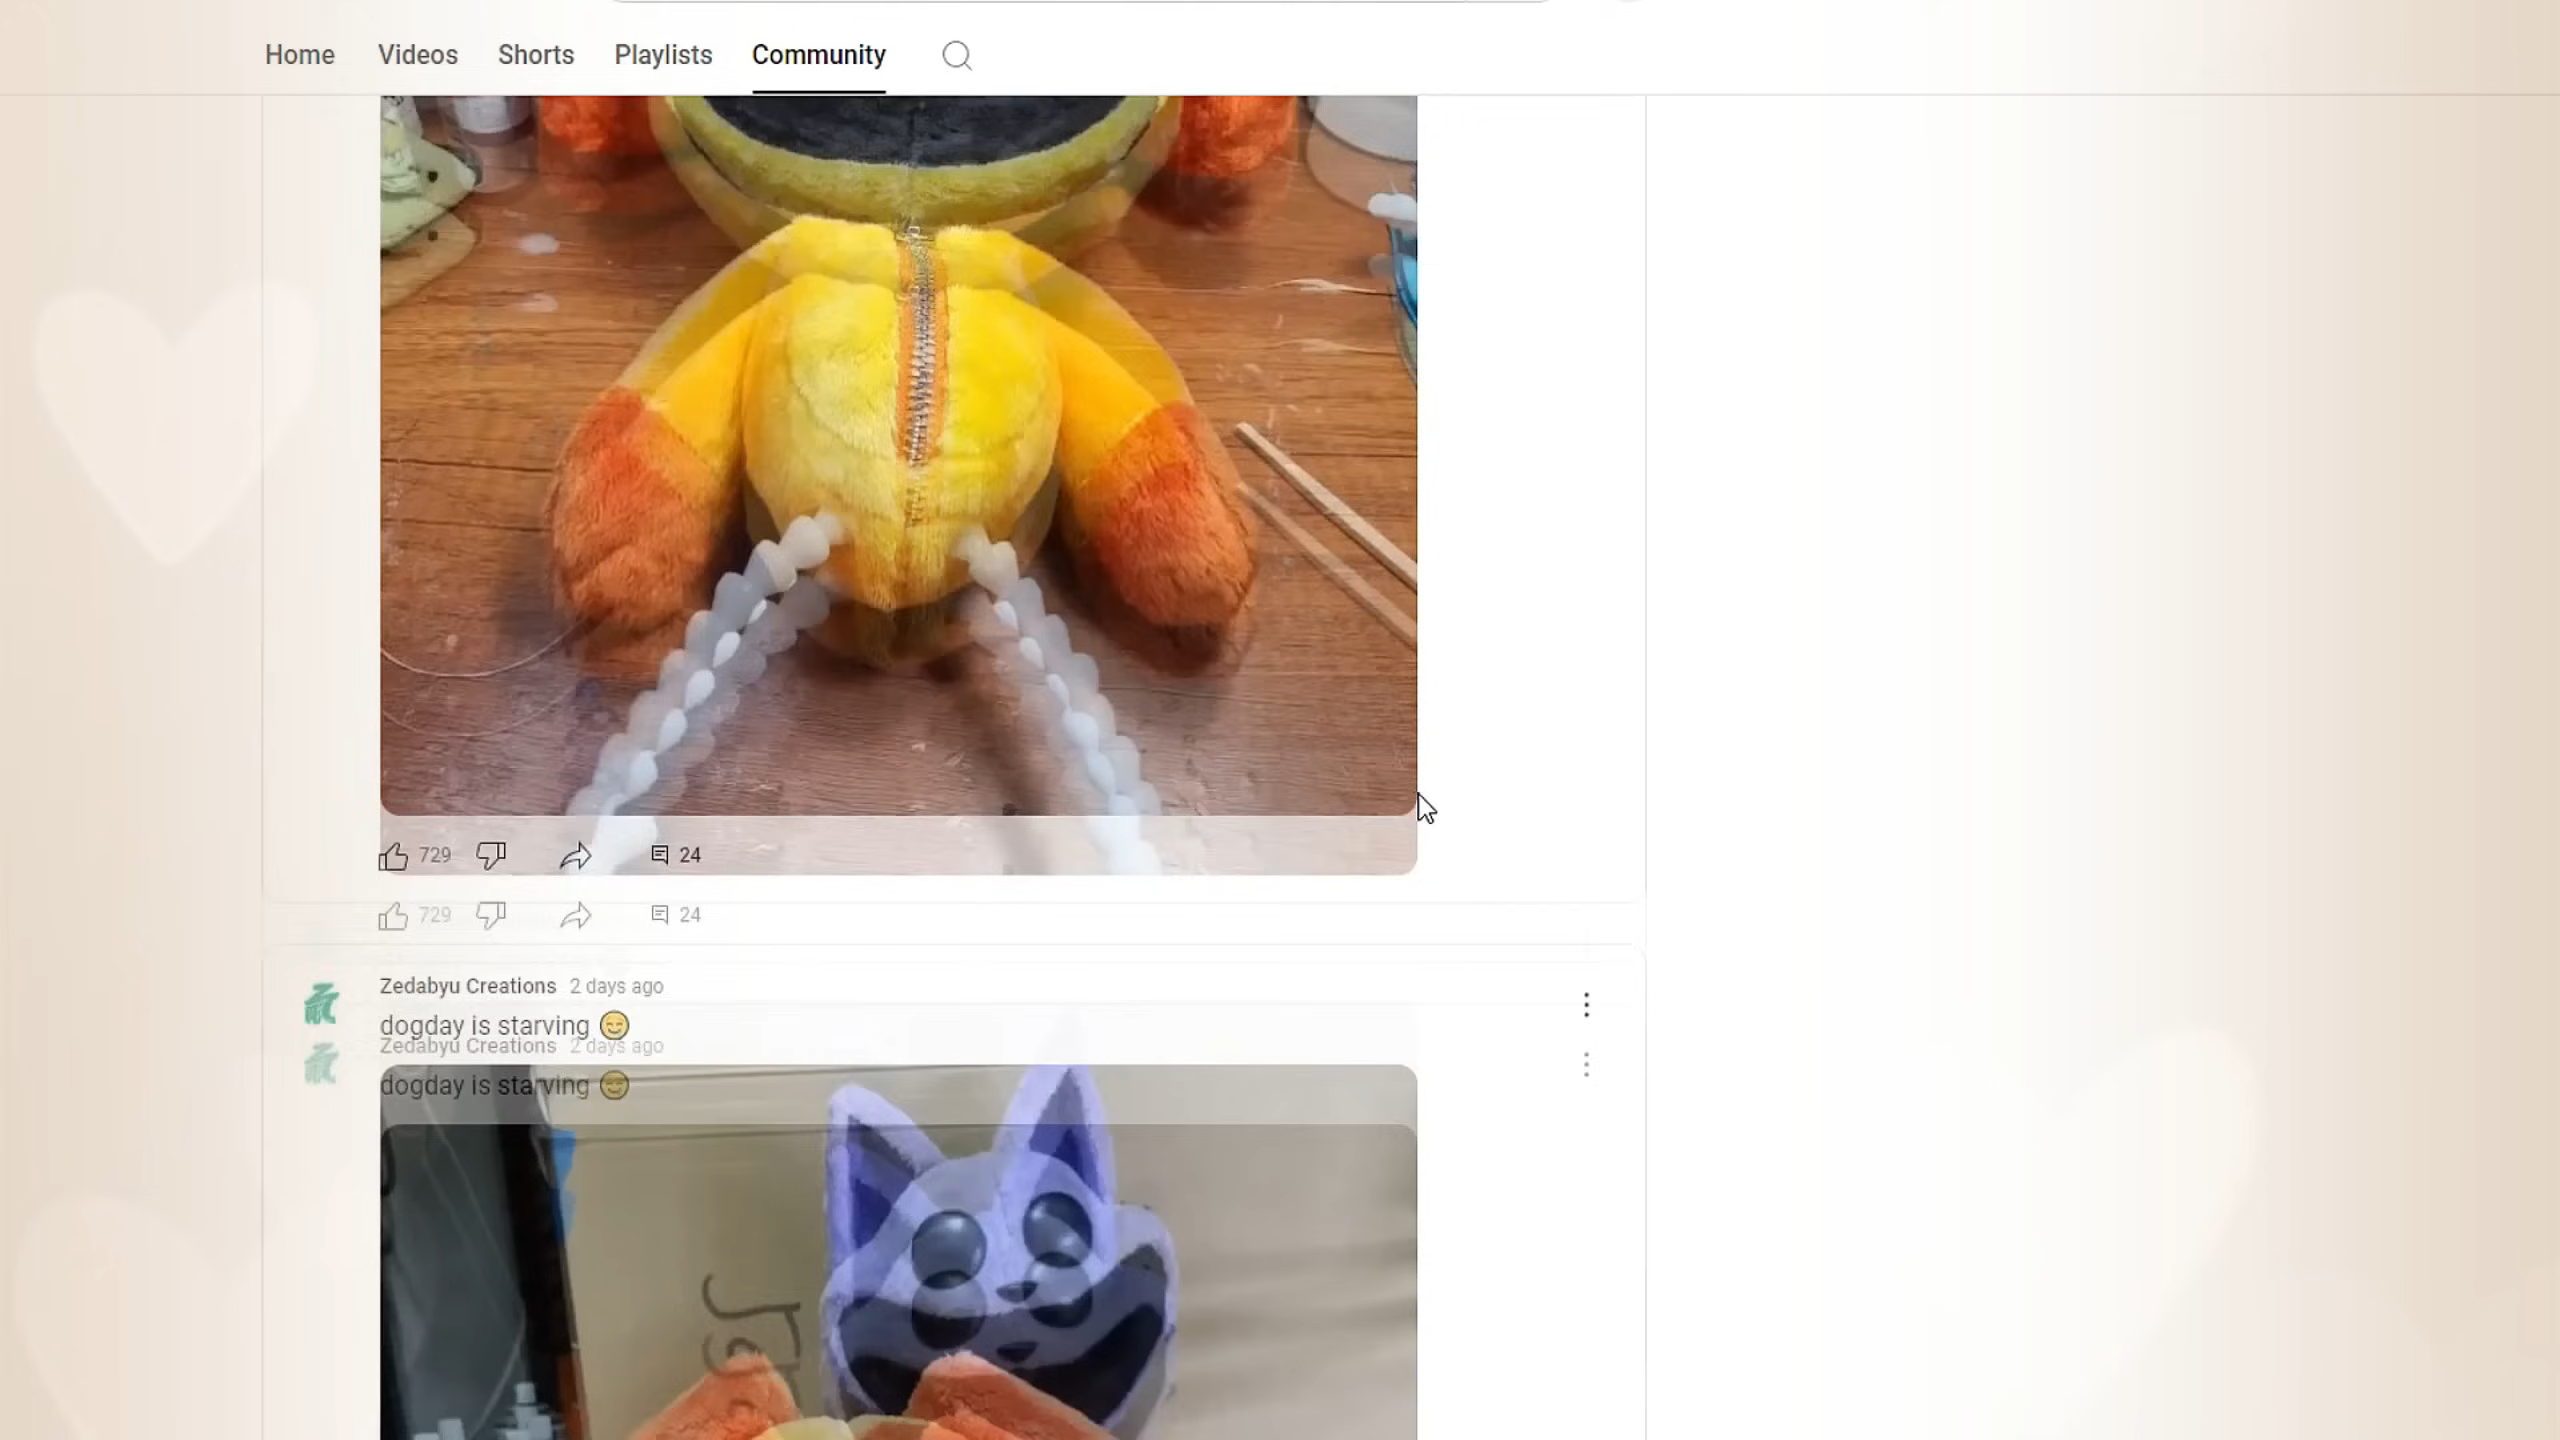 Home Videos Shorts Playlists Community
729 24
729 24
Zedabyu Creations 2 days ago
dogday is starving
Zedabyu Creations 2 days ago
dogday is starving